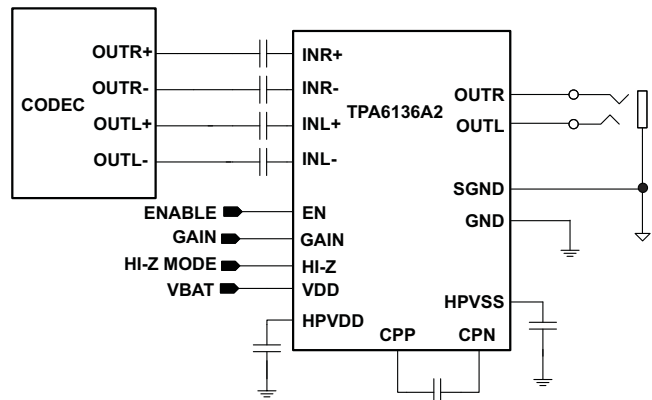 CODEC
OUTR+
OUTR-
OUTL+
OUTL-
INR+
INR-
INL+
INL-
TPA6136A2
OUTR
OUTL
SGND
GND
ENABLE
EN
GAIN
GAIN
HI-Z MODE
HI-Z
VBAT
VDD
HPVDD
HPVSS
CPP
CPN